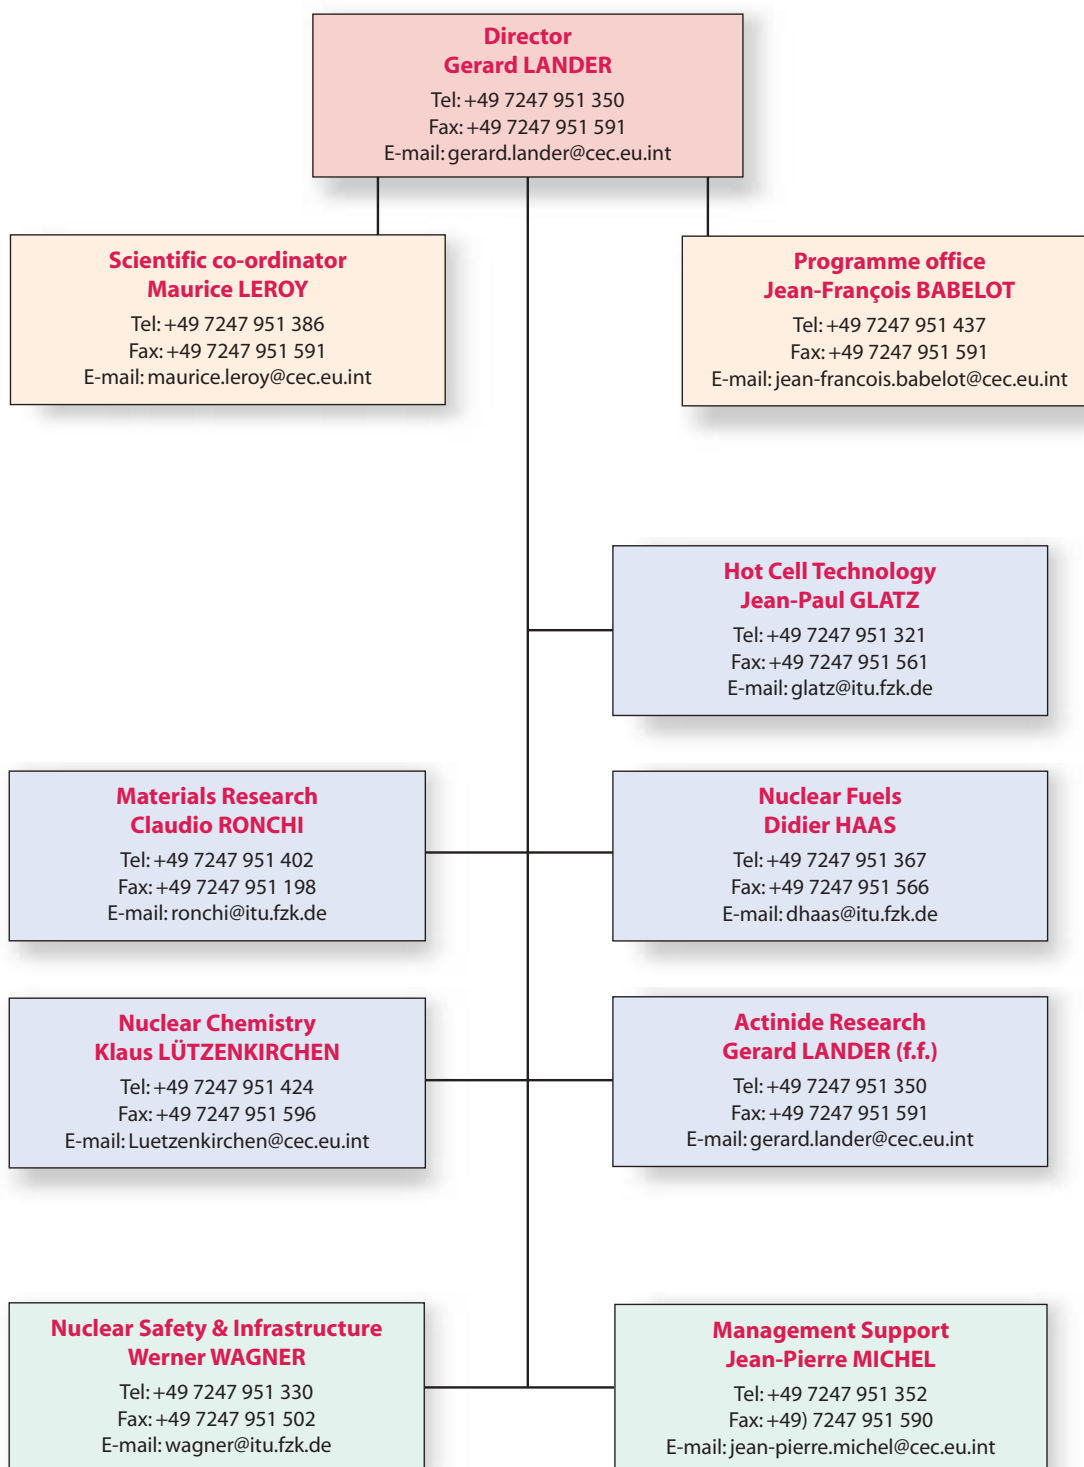 Director
Gerard LANDER
Tel: +49 7247 951 350
Fax: +49 7247 951 591
E-mail: gerard.lander@cec.eu.int
Scientific co-ordinator
Maurice LEROY
Tel: +49 7247 951 386
Fax: +49 7247 951 591
E-mail: maurice.leroy@cec.eu.int
Programme office
Jean-François BABELOT
Tel: +49 7247 951 437
Fax: +49 7247 951 591
E-mail: jean-francois.babelot@cec.eu.int
Hot Cell Technology
Jean-Paul GLATZ
Tel: +49 7247 951 321
Fax: +49 7247 951 561
E-mail: glatz@itu.fzk.de
Materials Research
Claudio RONCHI
Tel: +49 7247 951 402
Fax: +49 7247 951 198
E-mail: ronchi@itu.fzk.de
Nuclear Fuels
Didier HAAS
Tel: +49 7247 951 367
Fax: +49 7247 951 566
E-mail: dhaas@itu.fzk.de
Nuclear Chemistry
Klaus LÜTZENKIRCHEN
Tel: +49 7247 951 424
Fax: +49 7247 951 596
E-mail: Luetzenkirchen@cec.eu.int
Actinide Research
Gerard LANDER (f.f.)
Tel: +49 7247 951 350
Fax: +49 7247 951 591
E-mail: gerard.lander@cec.eu.int
Nuclear Safety & Infrastructure
Werner WAGNER
Tel: +49 7247 951 330
Fax: +49 7247 951 502
E-mail: wagner@itu.fzk.de
Management Support
Jean-Pierre MICHEL
Tel: +49 7247 951 352
Fax: +49) 7247 951 590
E-mail: jean-pierre.michel@cec.eu.int